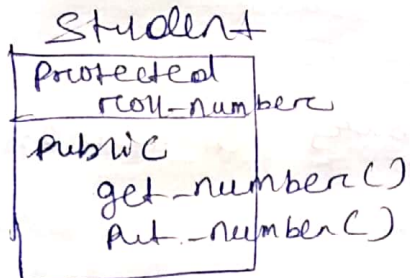 Student
protected
roll_number
public
get_number()
put_number()